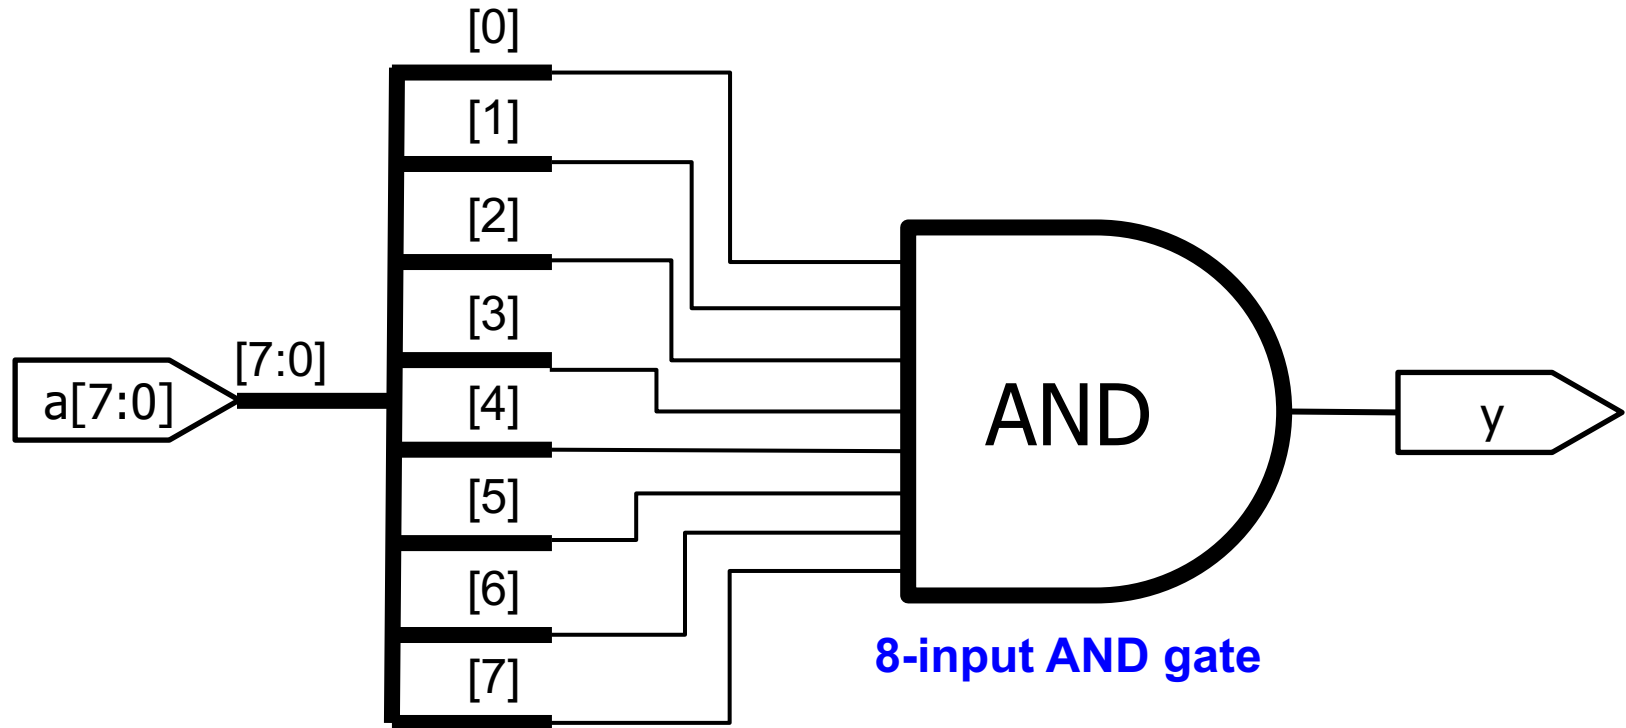 [0]
[1]
[2]
[3]
[7:0]
a[7:0]
[4]
AND
y
[5]
[6]
8-input AND gate
[7]